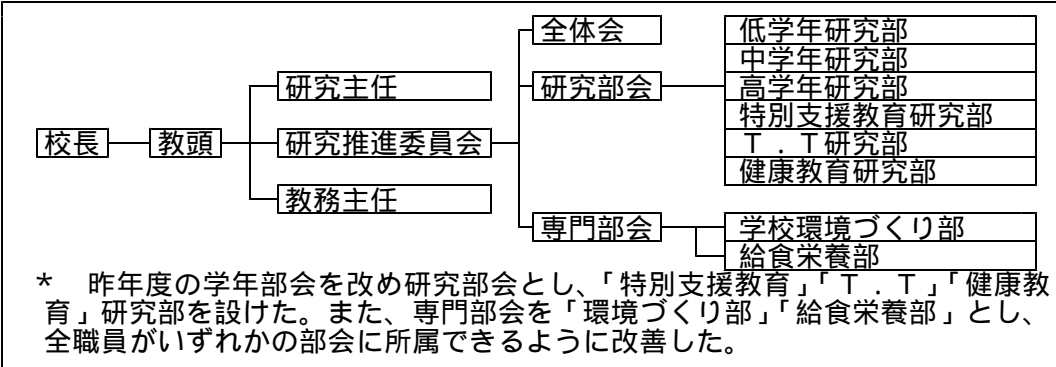 全体会
低学年研究部
中学年研究部
研究主任
研究部会
高学年研究部
特別支援教育研究部
校長
教頭
研究推進委員会
T.T研究部
健康教育研究部
教務主任
専門部会
学校環境づくり部
給食栄養部
* 昨年度の学年部会を改め研究部会とし、「特別支援教育」「T.T」「健康教
育」研究部を設けた。また、専門部会を「環境づくり部」「給食栄養部」とし、
全職員がいずれかの部会に所属できるように改善した。